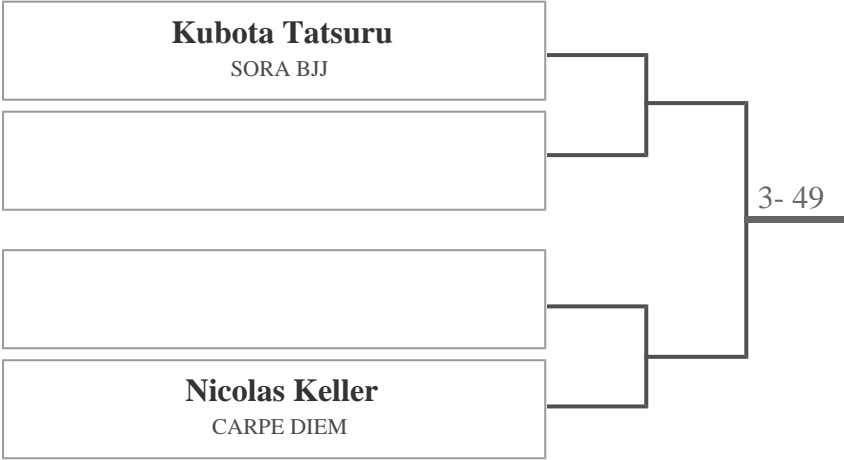 Kubota Tatsuru
SORA BJJ
3- 49
Nicolas Keller
CARPE DIEM